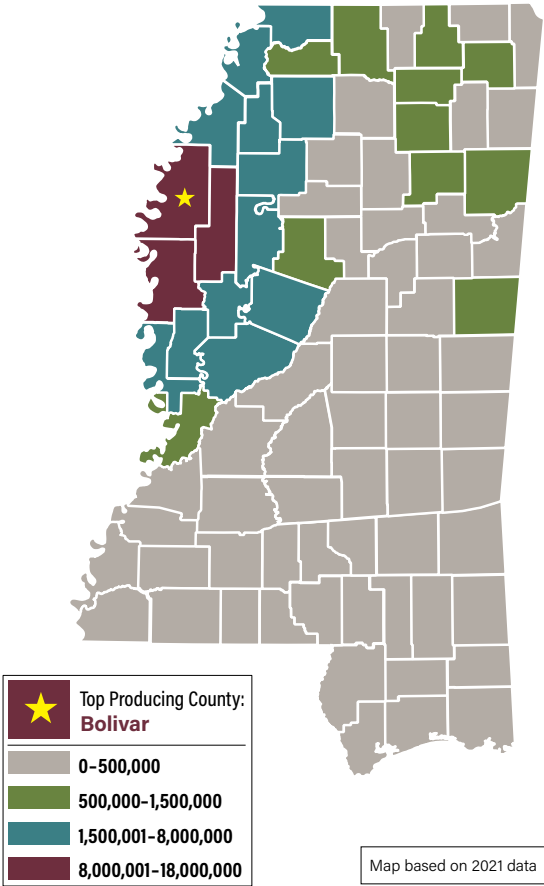 Top Producing County:
Bolivar
0–500,000
500,000–1,500,000
1,500,001–8,000,000
8,000,001–18,000,000
Map based on 2021 data